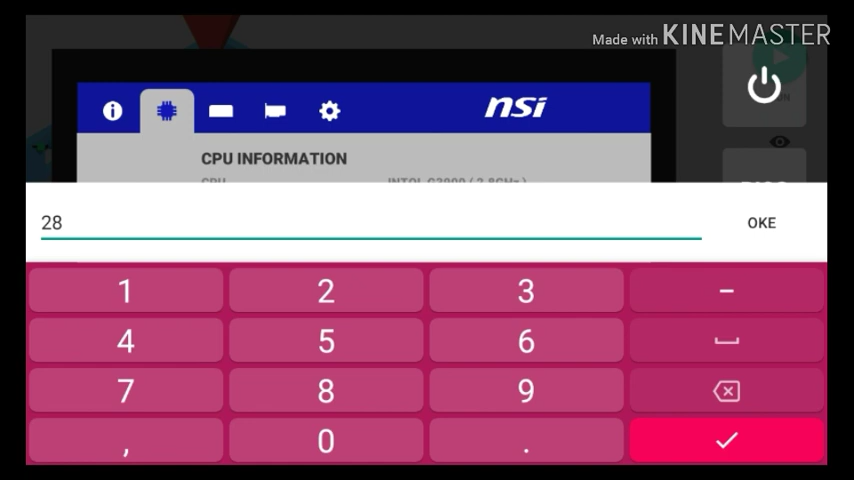 Made with KINEMASTER
nsi
CPU INFORMATION
28
OKE
1 2 3 -
4 5 6
7 8 9
, 0 .